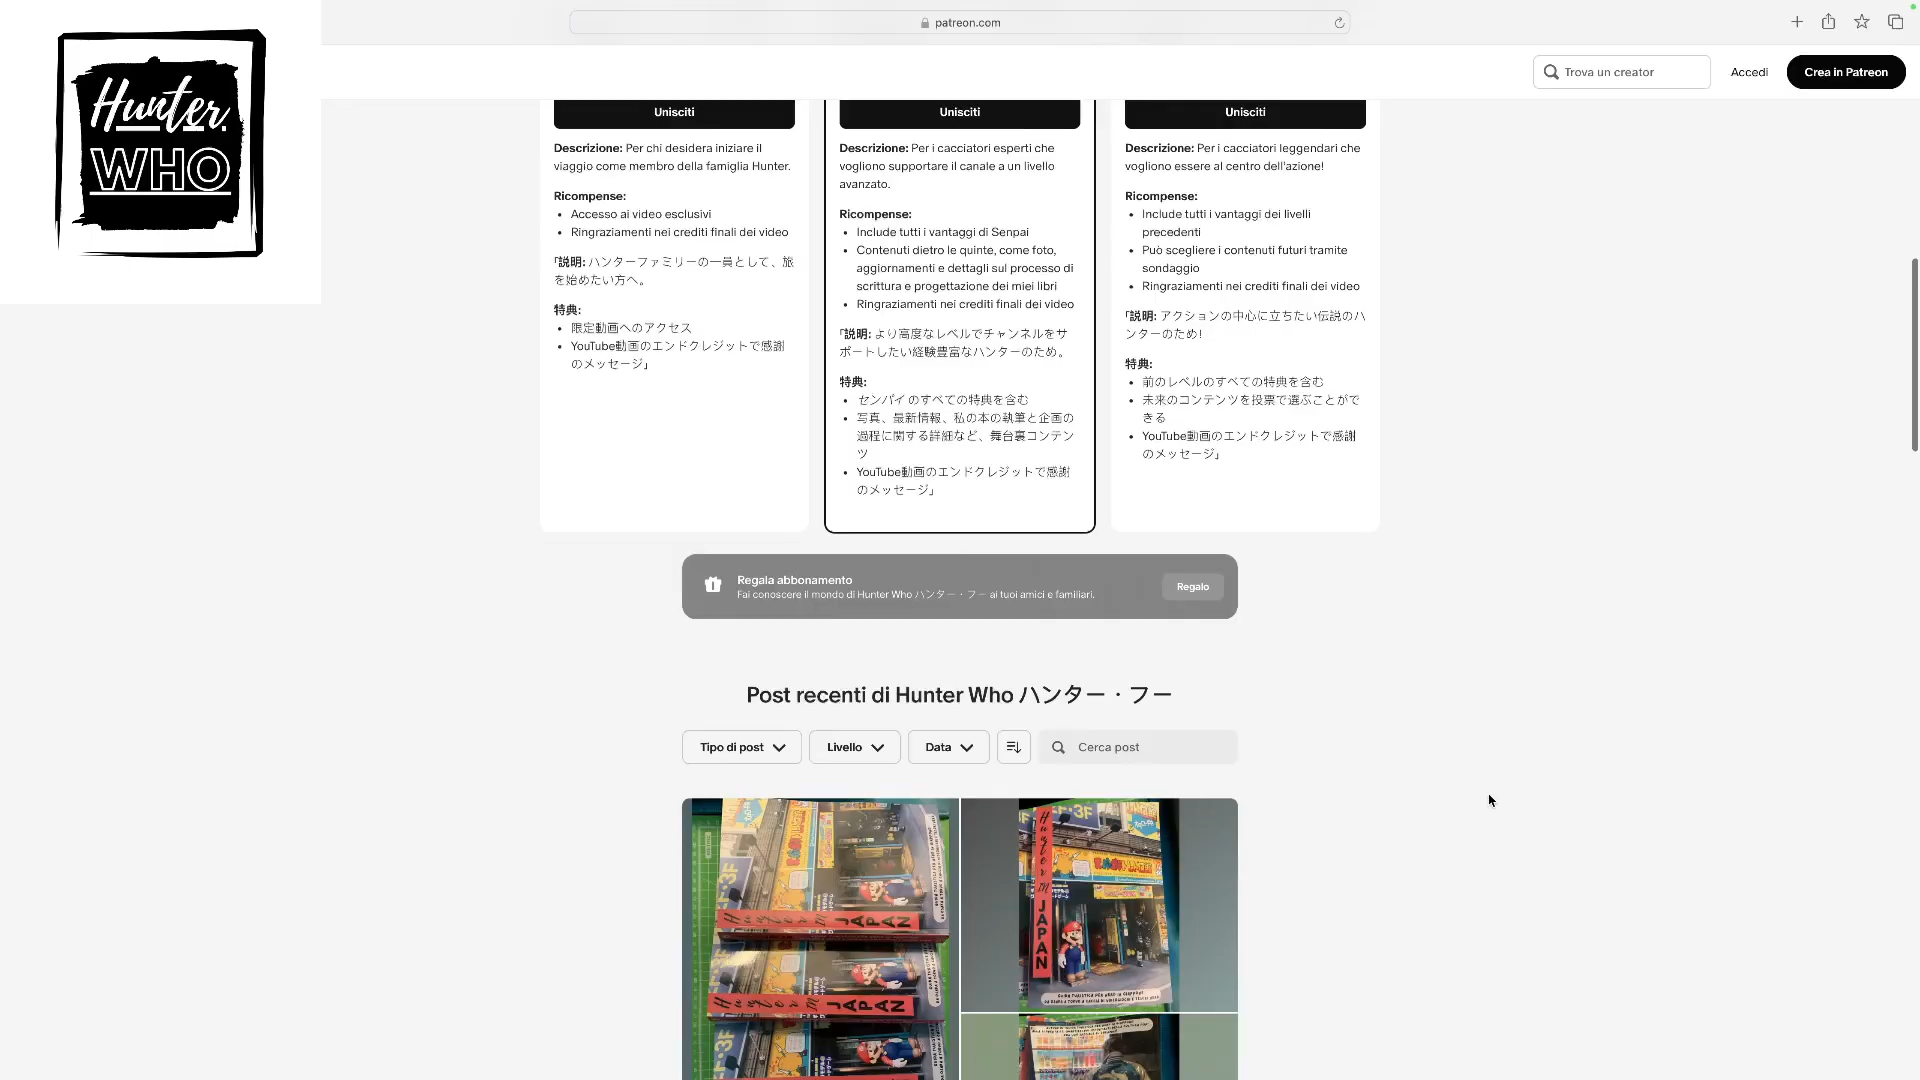 Hunter.
WHO
patreon.com
Trova un creator
Accedi
Crea in Patreon
Unisciti
Descrizione: Per chi desidera iniziare il
viaggio come membro della famiglia Hunter.
Ricompense:
Accesso ai video esclusivi
Ringraziamenti nei crediti finali dei video
「説明: ハンターファミリーの一員として、旅
を始めたい方へ。
特典:
限定動画へのアクセス
YouTube動画のエンドクレジットで感謝
のメッセージ」
Unisciti
Descrizione: Per i cacciatori esperti che
vogliono supportare il canale a un livello
avanzato.
Ricompense:
Include tutti i vantaggi di Senpai
Contenuti dietro le quinte, come foto,
aggiornamenti e dettagli sul processo di
scrittura e progettazione dei miei libri
Ringraziamenti nei crediti finali dei video
「説明: より高度なレベルでチャンネルをサ
ポートしたい経験豊富なハンターのため。
特典:
センパイ のすべての特典を含む
写真、最新情報、私の本の執筆と企画の
過程に関する詳細など、舞台裏コンテン
ツ
YouTube動画のエンドクレジットで感謝
のメッセージ」
Unisciti
Descrizione: Per i cacciatori leggendari che
vogliono essere al centro dell'azione!
Ricompense:
Include tutti i vantaggi dei livelli
precedenti
Può scegliere i contenuti futuri tramite
sondaggio
Ringraziamenti nei crediti finali dei video
「説明: アクションの中心に立ちたい伝説のハ
ンターのため!
特典:
前のレベルのすべての特典を含む
未来のコンテンツを投票で選ぶことがで
きる
YouTube動画のエンドクレジットで感謝
のメッセージ」
Regala abbonamento
Fai conoscere il mondo di Hunter Who ハンター・フー ai tuoi amici e familiari.
Regalo
Post recenti di Hunter Who ハンター・フー
Tipo di post
Livello
Data
Cerca post
Hunter in JAPAN
Hunter in JAPAN
Hunter in JAPAN